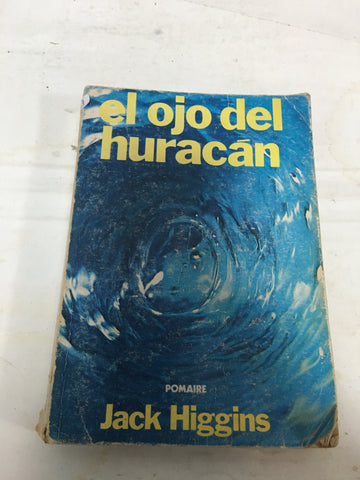 el ojo del
huracán
POMAIRE
Jack Higgins